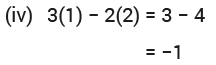 (iv) 3(1) − 2(2) = 3 − 4
= −1